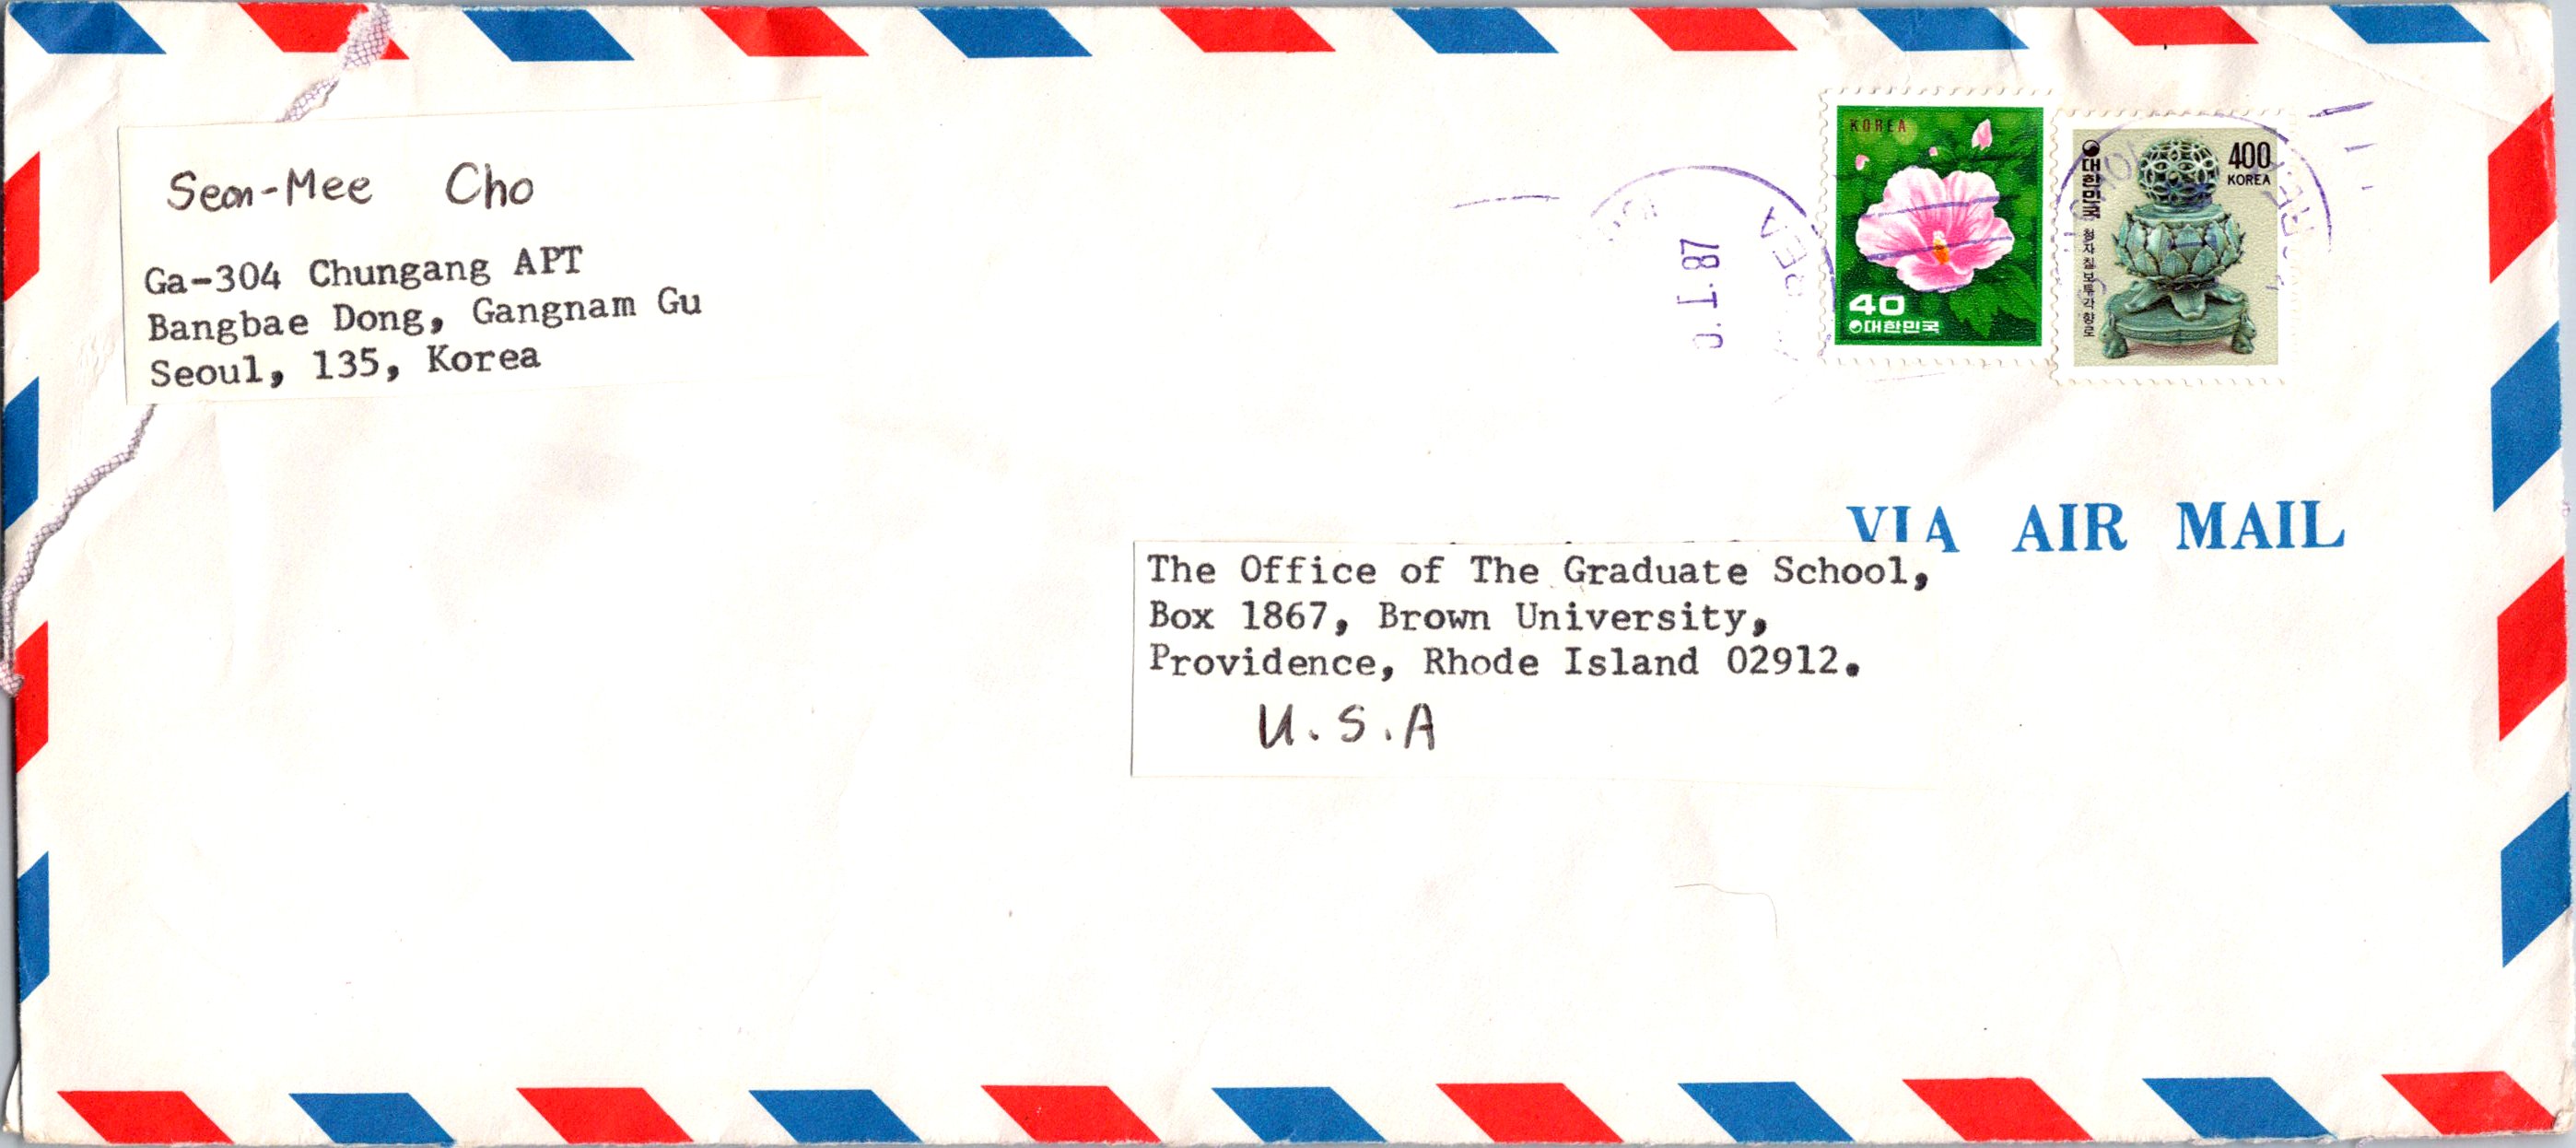 Seon-Mee Cho
Ga-304 Chungang APT
Bangbae Dong, Gangnam Gu
Seoul, 135, Korea
KOREA
40
대한민국
400
KOREA
대한민국
청자칠보투각향로
87
VIA AIR MAIL
The Office of The Graduate School,
Box 1867, Brown University,
Providence, Rhode Island 02912.
U.S.A